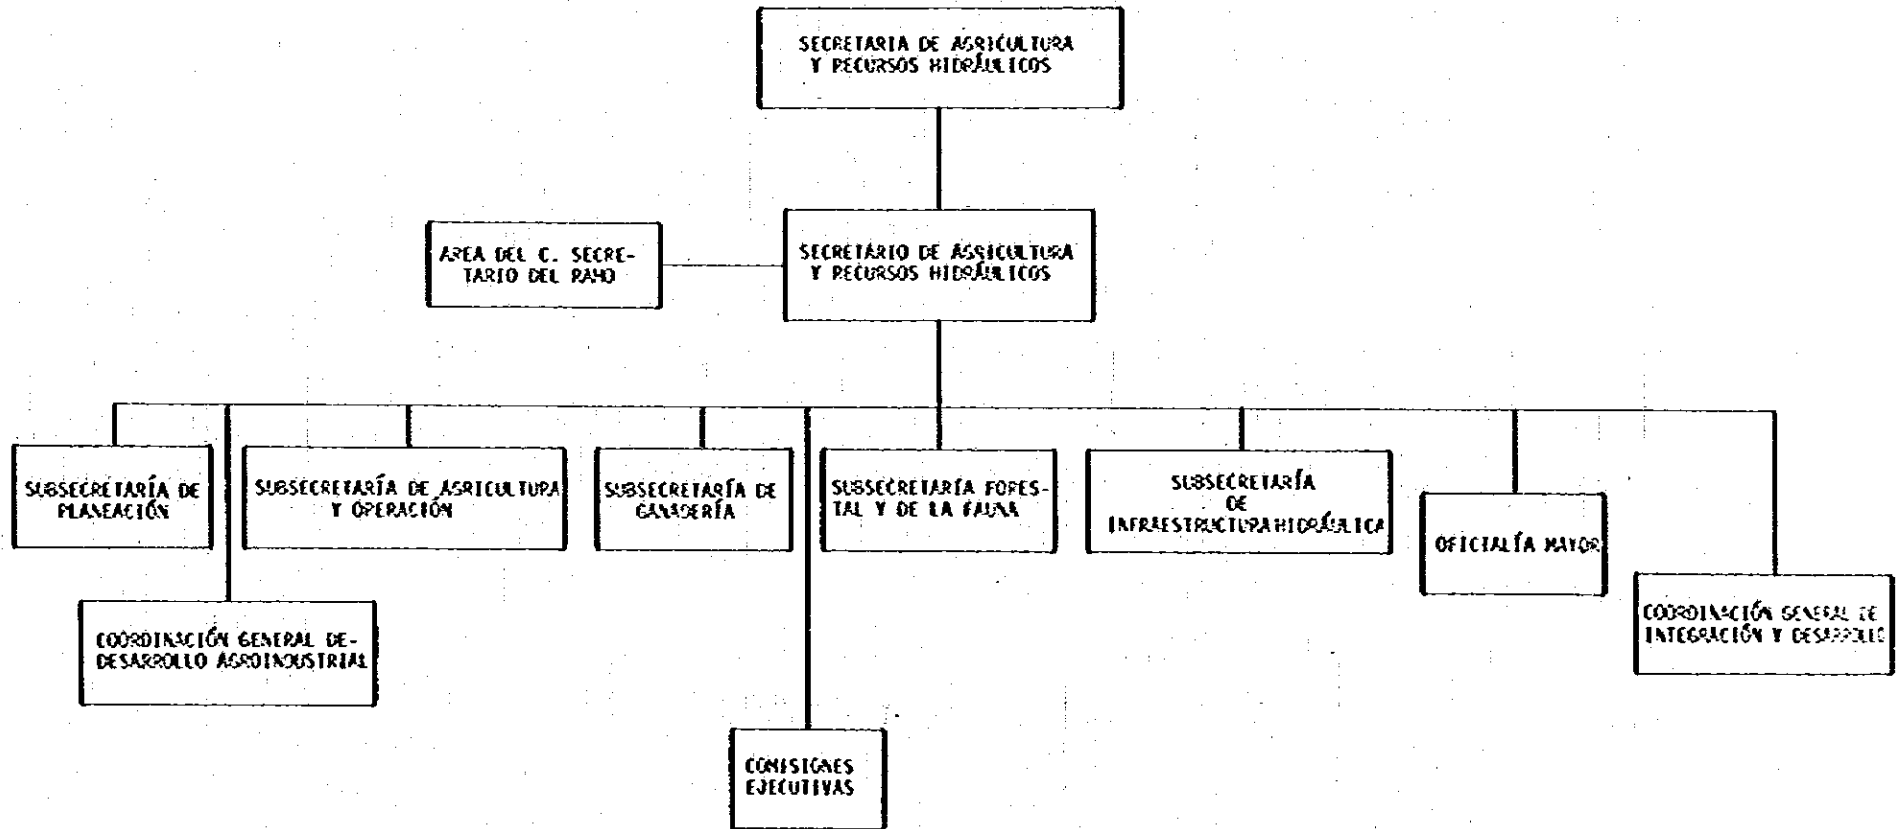 SECRETARIA DE AGRICULTURA
Y RECURSOS HIDRÁULICOS
AREA DEL C. SECRE-
TARIO DEL RAMO
SECRETARIO DE AGRICULTURA
Y RECURSOS HIDRÁULICOS
SUBSECRETARÍA DE
PLANEACIÓN
SUBSECRETARÍA DE AGRICULTURA
Y OPERACIÓN
SUBSECRETARÍA DE
GANADERÍA
SUBSECRETARÍA FORES-
TAL Y DE LA FAUNA
SUBSECRETARÍA
DE
INFRAESTRUCTURA HIDRÁULICA
OFICIALÍA MAYOR
COORDINACIÓN GENERAL DE
INTEGRACIÓN Y DESARROLLO
COORDINACIÓN GENERAL DE-
DESARROLLO AGROINDUSTRIAL
COMISIONES
EJECUTIVAS